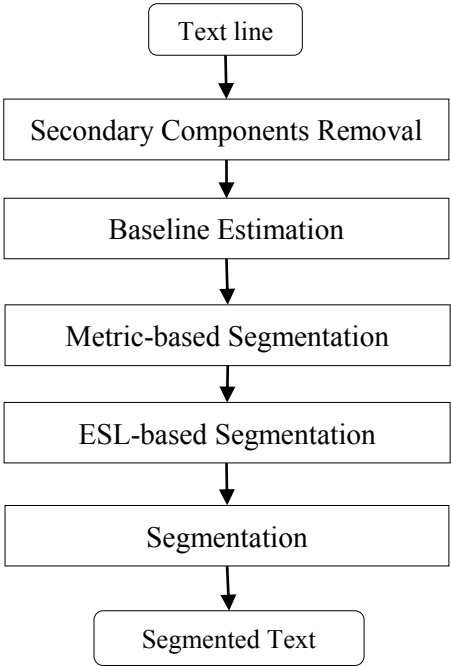 Text line
Secondary Components Removal
Baseline Estimation
Metric-based Segmentation
ESL-based Segmentation
Segmentation
Segmented Text